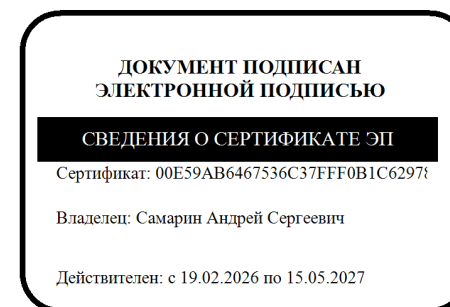 ДОКУМЕНТ ПОДПИСАН
ЭЛЕКТРОННОЙ ПОДПИСЬЮ
СВЕДЕНИЯ О СЕРТИФИКАТЕ ЭП
Сертификат: 00E59AB6467536C37FFF0B1C62978
Владелец: Самарин Андрей Сергеевич
Действителен: с 19.02.2026 по 15.05.2027